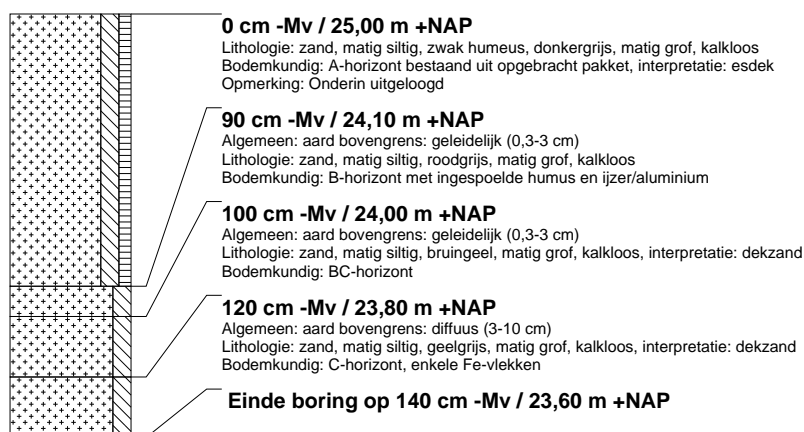 0 cm -Mv / 25,00 m +NAP
Lithologie: zand, matig siltig, zwak humeus, donkergrijs, matig grof, kalkloos
Bodemkundig: A-horizont bestaand uit opgebracht pakket, interpretatie: esdek
Opmerking: Onderin uitgeloogd
90 cm -Mv / 24,10 m +NAP
Algemeen: aard bovengrens: geleidelijk (0,3-3 cm)
Lithologie: zand, matig siltig, roodgrijs, matig grof, kalkloos
Bodemkundig: B-horizont met ingespoelde humus en ijzer/aluminium
100 cm -Mv / 24,00 m +NAP
Algemeen: aard bovengrens: geleidelijk (0,3-3 cm)
Lithologie: zand, matig siltig, bruingeel, matig grof, kalkloos, interpretatie: dekzand
Bodemkundig: BC-horizont
120 cm -Mv / 23,80 m +NAP
Algemeen: aard bovengrens: diffuus (3-10 cm)
Lithologie: zand, matig siltig, geelgrijs, matig grof, kalkloos, interpretatie: dekzand
Bodemkundig: C-horizont, enkele Fe-vlekken
Einde boring op 140 cm -Mv / 23,60 m +NAP